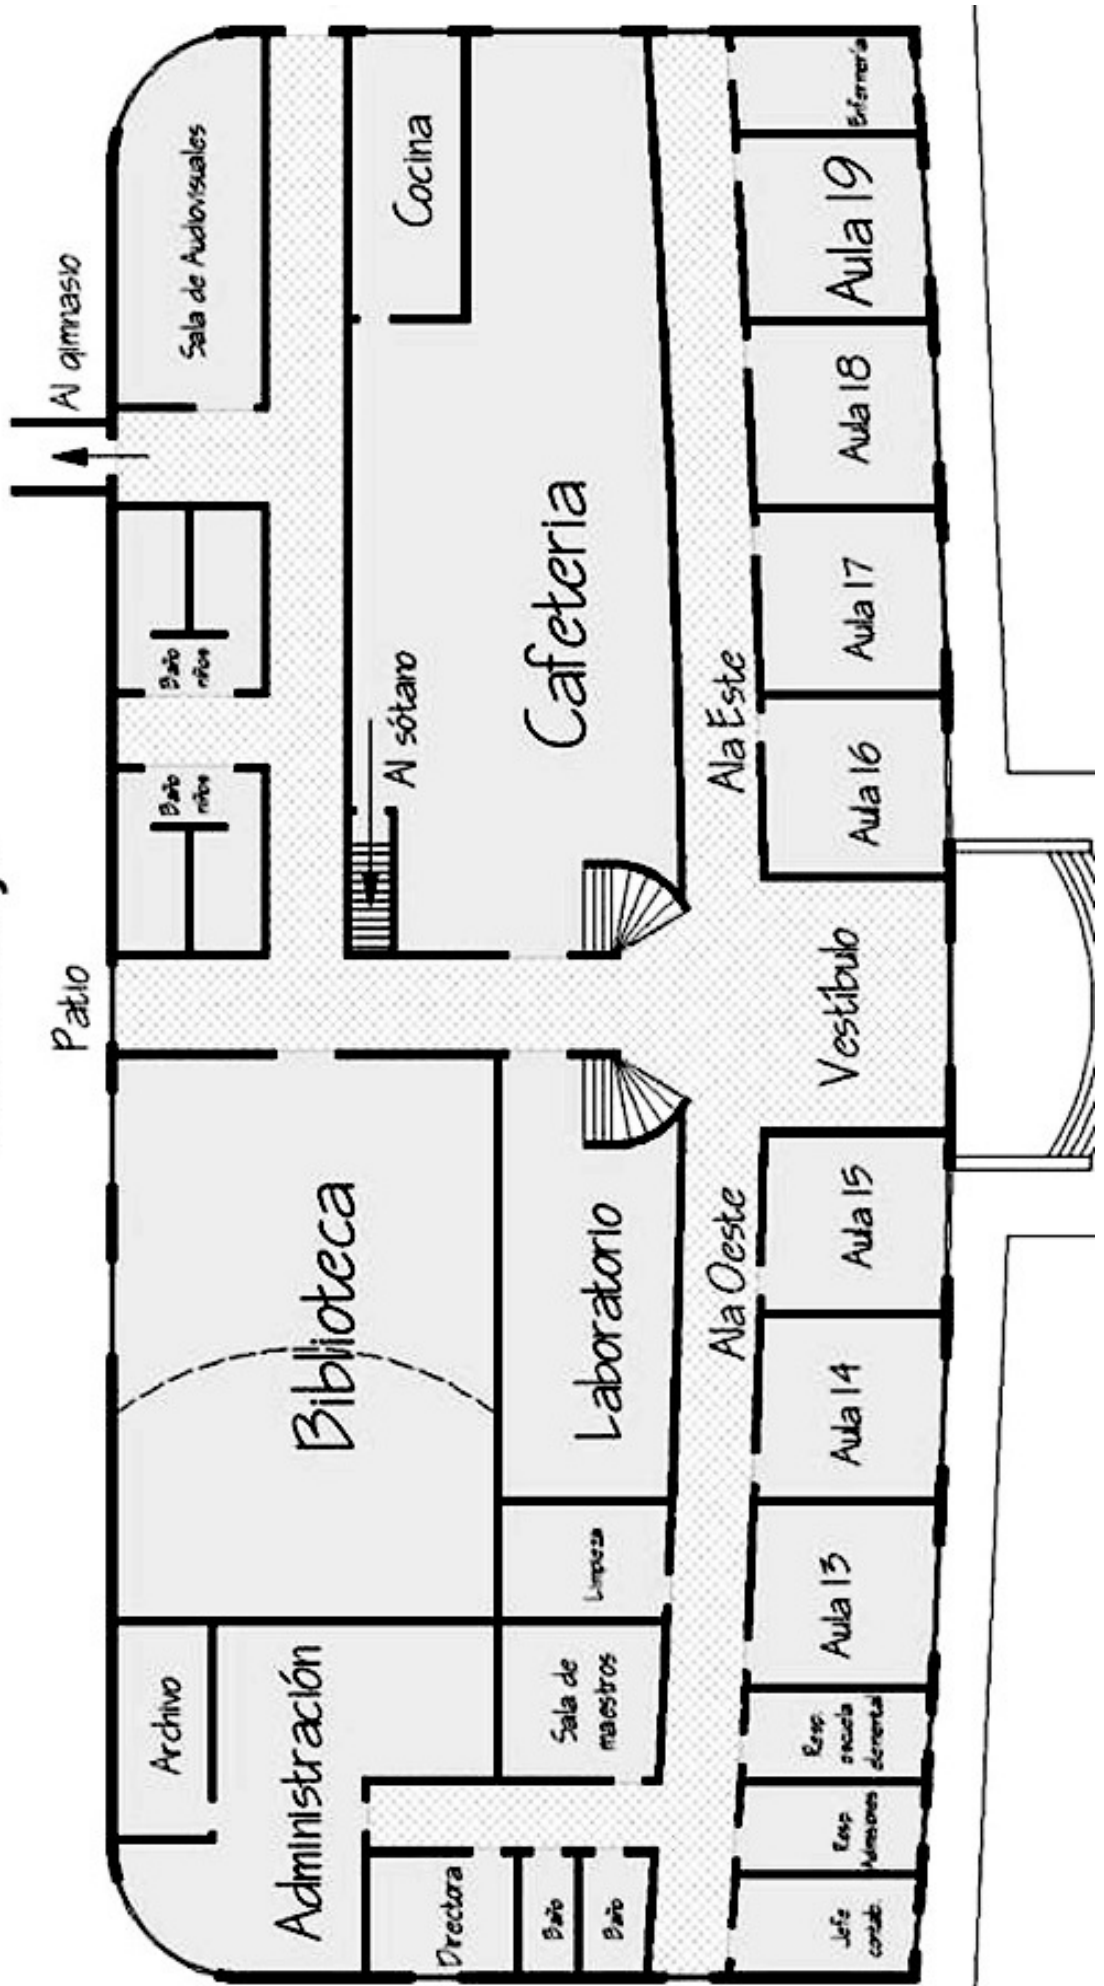 Patio
Al gimnasio
Archivo
Administración
Directora
Baño
Baño
Sala de
maestros
Limpieza
Biblioteca
Laboratorio
Baño
niños
Baño
niñas
Sala de Audiovisuales
Al sótano
Cafeteria
Cocina
Ala Oeste
Ala Este
Vestíbulo
Jefe
contab.
Resp.
Admisiones
Resp.
escuela
elemental
Aula 13
Aula 14
Aula 15
Aula 16
Aula 17
Aula 18
Aula 19
Enfermería